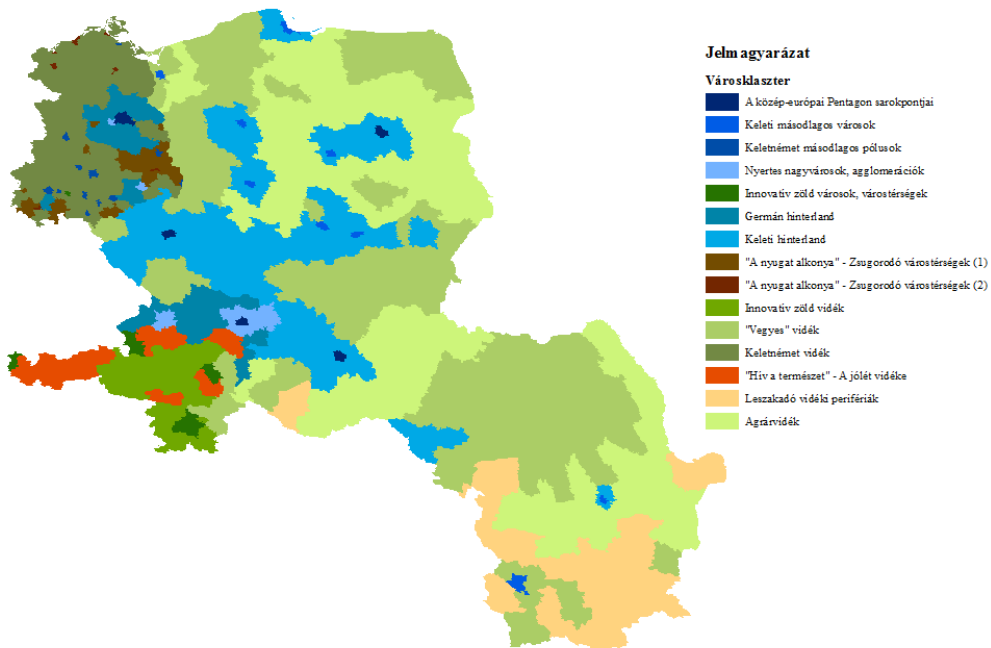 Jelmagyarázat
Városklaszter
A közép-európai Pentagon sarokpontjai
Keleti másodlagos városok
Keletnémet másodlagos pólusok
Nyertes nagyvárosok, agglomerációk
Innovatív zöld városok, várostérségek
Germán hinterland
Keleti hinterland
"A nyugat alkonya" - Zsugorodó várostérségek (1)
"A nyugat alkonya" - Zsugorodó várostérségek (2)
Innovatív zöld vidék
"Vegyes" vidék
Keletnémet vidék
"Hív a természet" - A jólét vidéke
Leszakadó vidéki perifériák
Agrárvidék